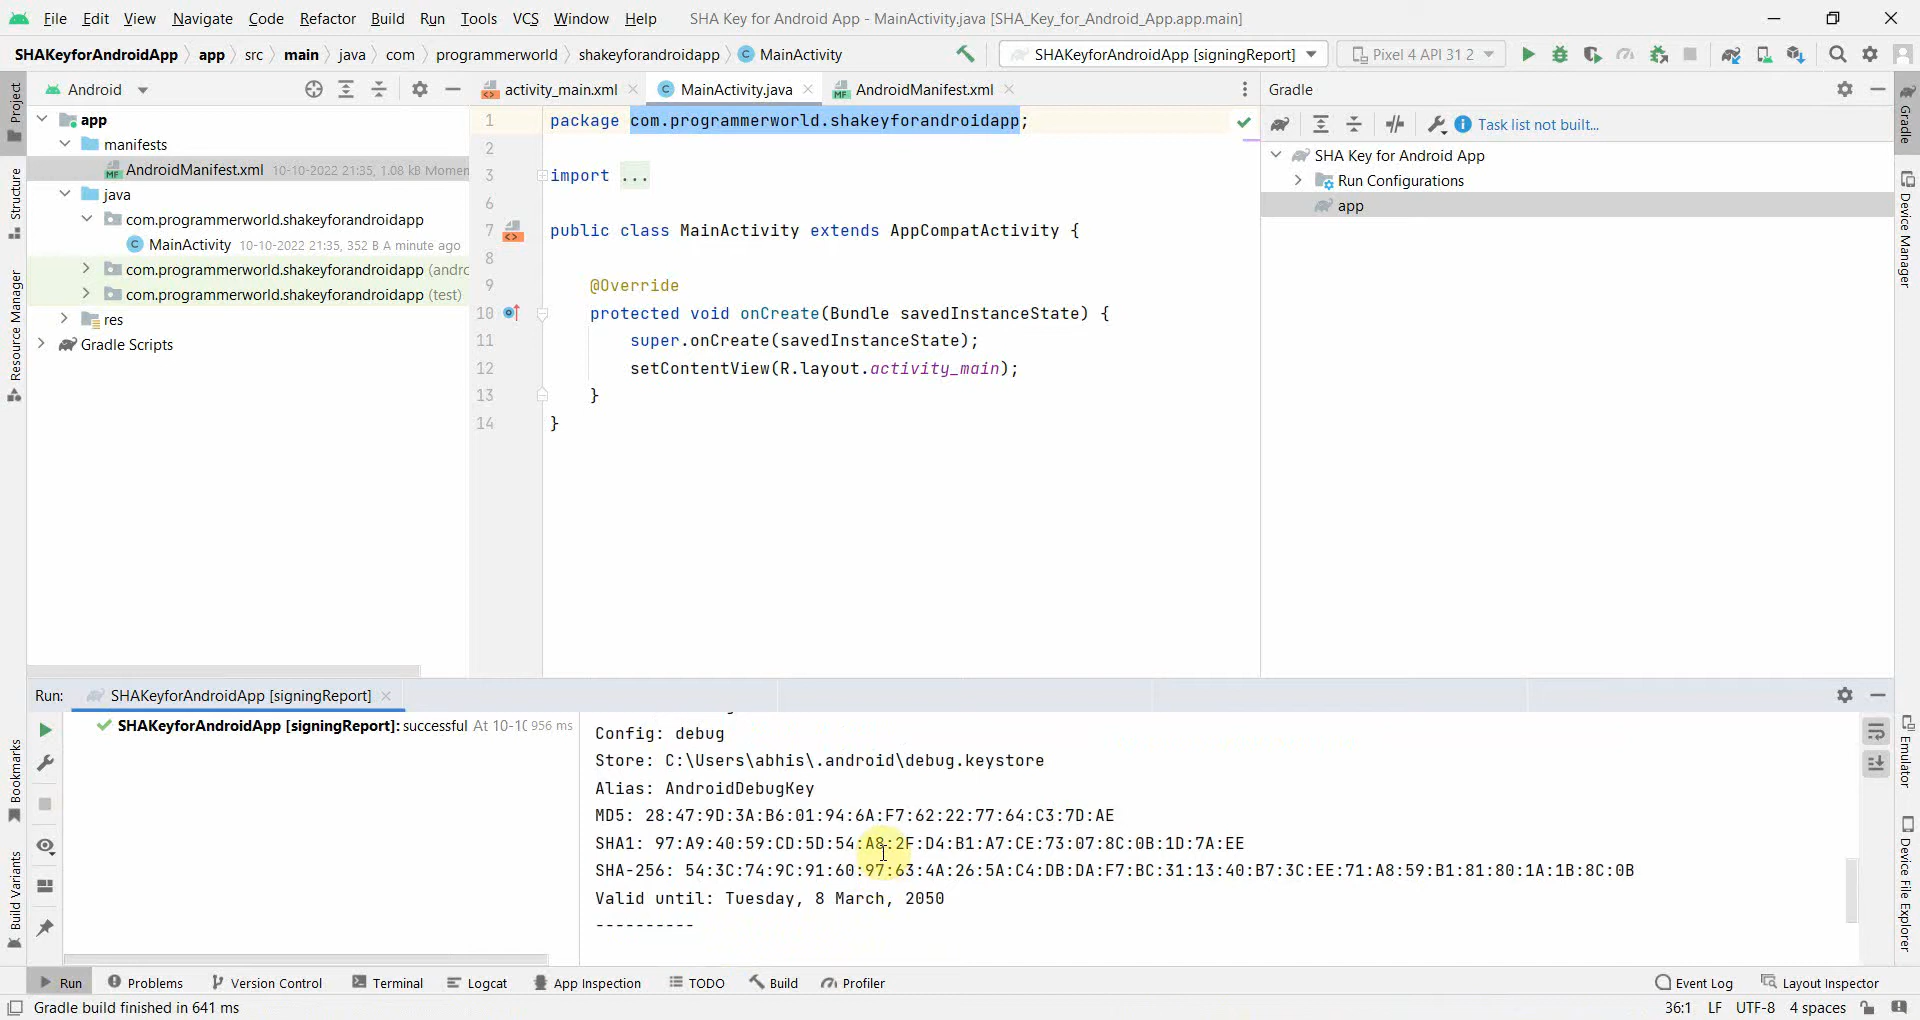 File Edit View Navigate Code Refactor Build Run Tools VCS Window Help SHA Key for Android App - MainActivity.java [SHA_Key_for_Android_App.app.main]
SHAKeyforAndroidApp app src main java com programmerworld shakeyforandroidapp MainActivity SHAKeyforAndroidApp [signingReport] Pixel 4 API 31 2
Project
Structure
Resource Manager
Bookmarks
Build Variants
Android
app
manifests
AndroidManifest.xml 10-10-2022 21:35, 1.08 kB Momen
java
com.programmerworld.shakeyforandroidapp
MainActivity 10-10-2022 21:35, 352 B A minute ago
com.programmerworld.shakeyforandroidapp (andro
com.programmerworld.shakeyforandroidapp (test)
res
Gradle Scripts
activity_main.xml MainActivity.java AndroidManifest.xml
1 package com.programmerworld.shakeyforandroidapp;
2
3 import ...
6
7 public class MainActivity extends AppCompatActivity {
8
9 @Override
10 protected void onCreate(Bundle savedInstanceState) {
11 super.onCreate(savedInstanceState);
12 setContentView(R.layout.activity_main);
13 }
14 }
Gradle
Task list not built...
SHA Key for Android App
Run Configurations
app
Gradle
Device Manager
Emulator
Device File Explorer
Run: SHAKeyforAndroidApp [signingReport]
SHAKeyforAndroidApp [signingReport]: successful At 10-1( 956 ms
Config: debug
Store: C:\Users\abhis\.android\debug.keystore
Alias: AndroidDebugKey
MD5: 28:47:9D:3A:B6:01:94:6A:F7:62:22:77:64:C3:7D:AE
SHA1: 97:A9:40:59:CD:5D:54:A8:2F:D4:B1:A7:CE:73:07:8C:0B:1D:7A:EE
SHA-256: 54:3C:74:9C:91:60:97:63:4A:26:5A:C4:DB:DA:F7:BC:31:13:40:B7:3C:EE:71:A8:59:B1:81:80:1A:1B:8C:0B
Valid until: Tuesday, 8 March, 2050
----------
Run Problems Version Control Terminal Logcat App Inspection TODO Build Profiler Event Log Layout Inspector
Gradle build finished in 641 ms 36:1 LF UTF-8 4 spaces